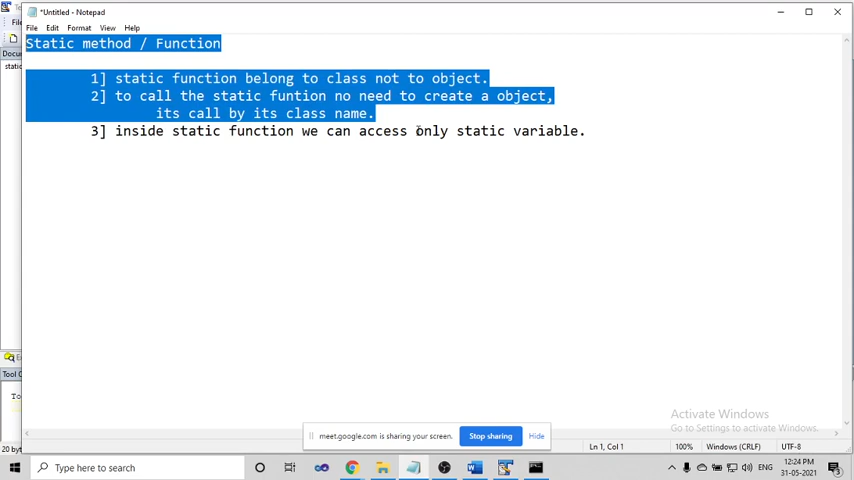 *Untitled - Notepad
File Edit Format View Help
Static method / Function
1] static function belong to class not to object.
2] to call the static funtion no need to create a object,
its call by its class name.
3] inside static function we can access only static variable.
Activate Windows
Go to Settings to activate Windows.
meet.google.com is sharing your screen. Stop sharing Hide
Ln 1, Col 1 100% Windows (CRLF) UTF-8
Type here to search
ENG
12:24 PM
31-05-2021